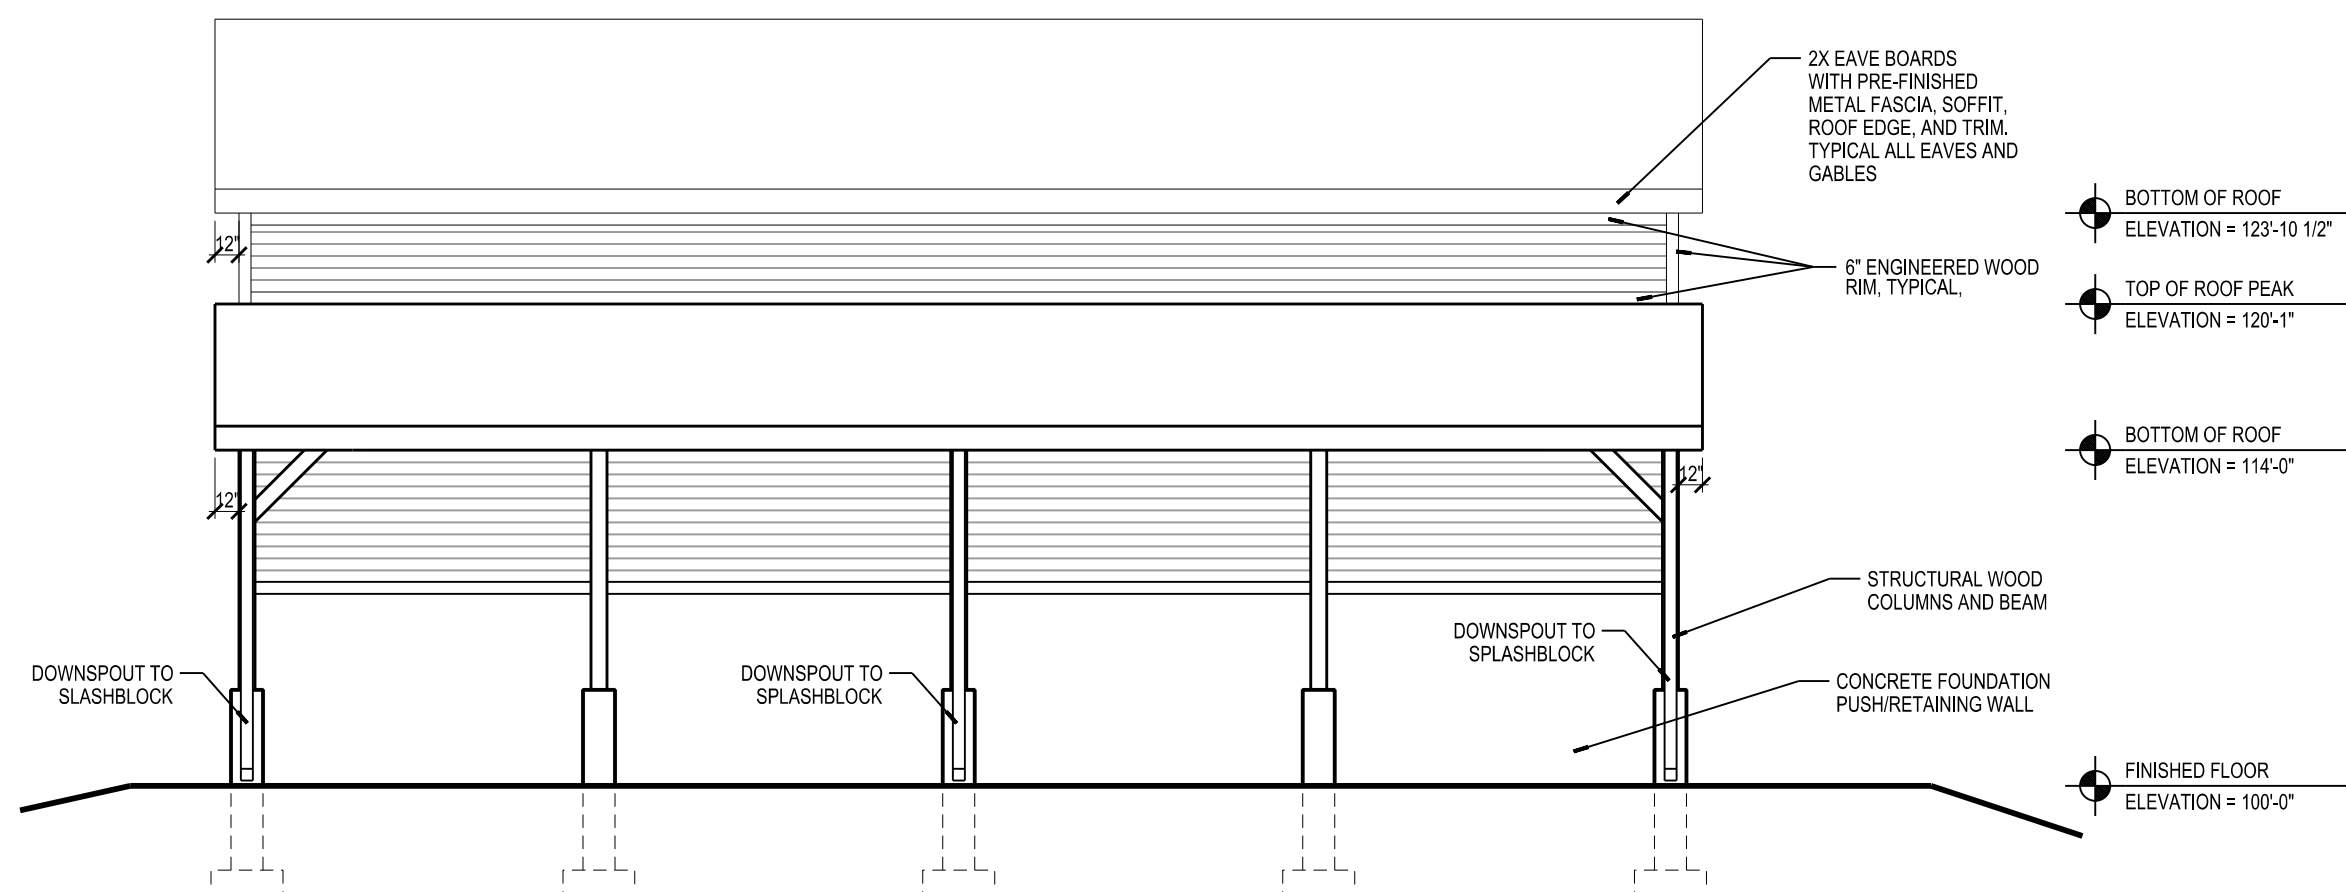 2X EAVE BOARDS
WITH PRE-FINISHED
METAL FASCIA, SOFFIT,
ROOF EDGE, AND TRIM.
TYPICAL ALL EAVES AND
GABLES
BOTTOM OF ROOF
ELEVATION = 123'-10 1/2"
12"
6" ENGINEERED WOOD
RIM, TYPICAL,
TOP OF ROOF PEAK
ELEVATION = 120'-1"
BOTTOM OF ROOF
ELEVATION = 114'-0"
12"
12"
STRUCTURAL WOOD
COLUMNS AND BEAM
DOWNSPOUT TO
SPLASHBLOCK
DOWNSPOUT TO
SLASHBLOCK
DOWNSPOUT TO
SPLASHBLOCK
CONCRETE FOUNDATION
PUSH/RETAINING WALL
FINISHED FLOOR
ELEVATION = 100'-0"